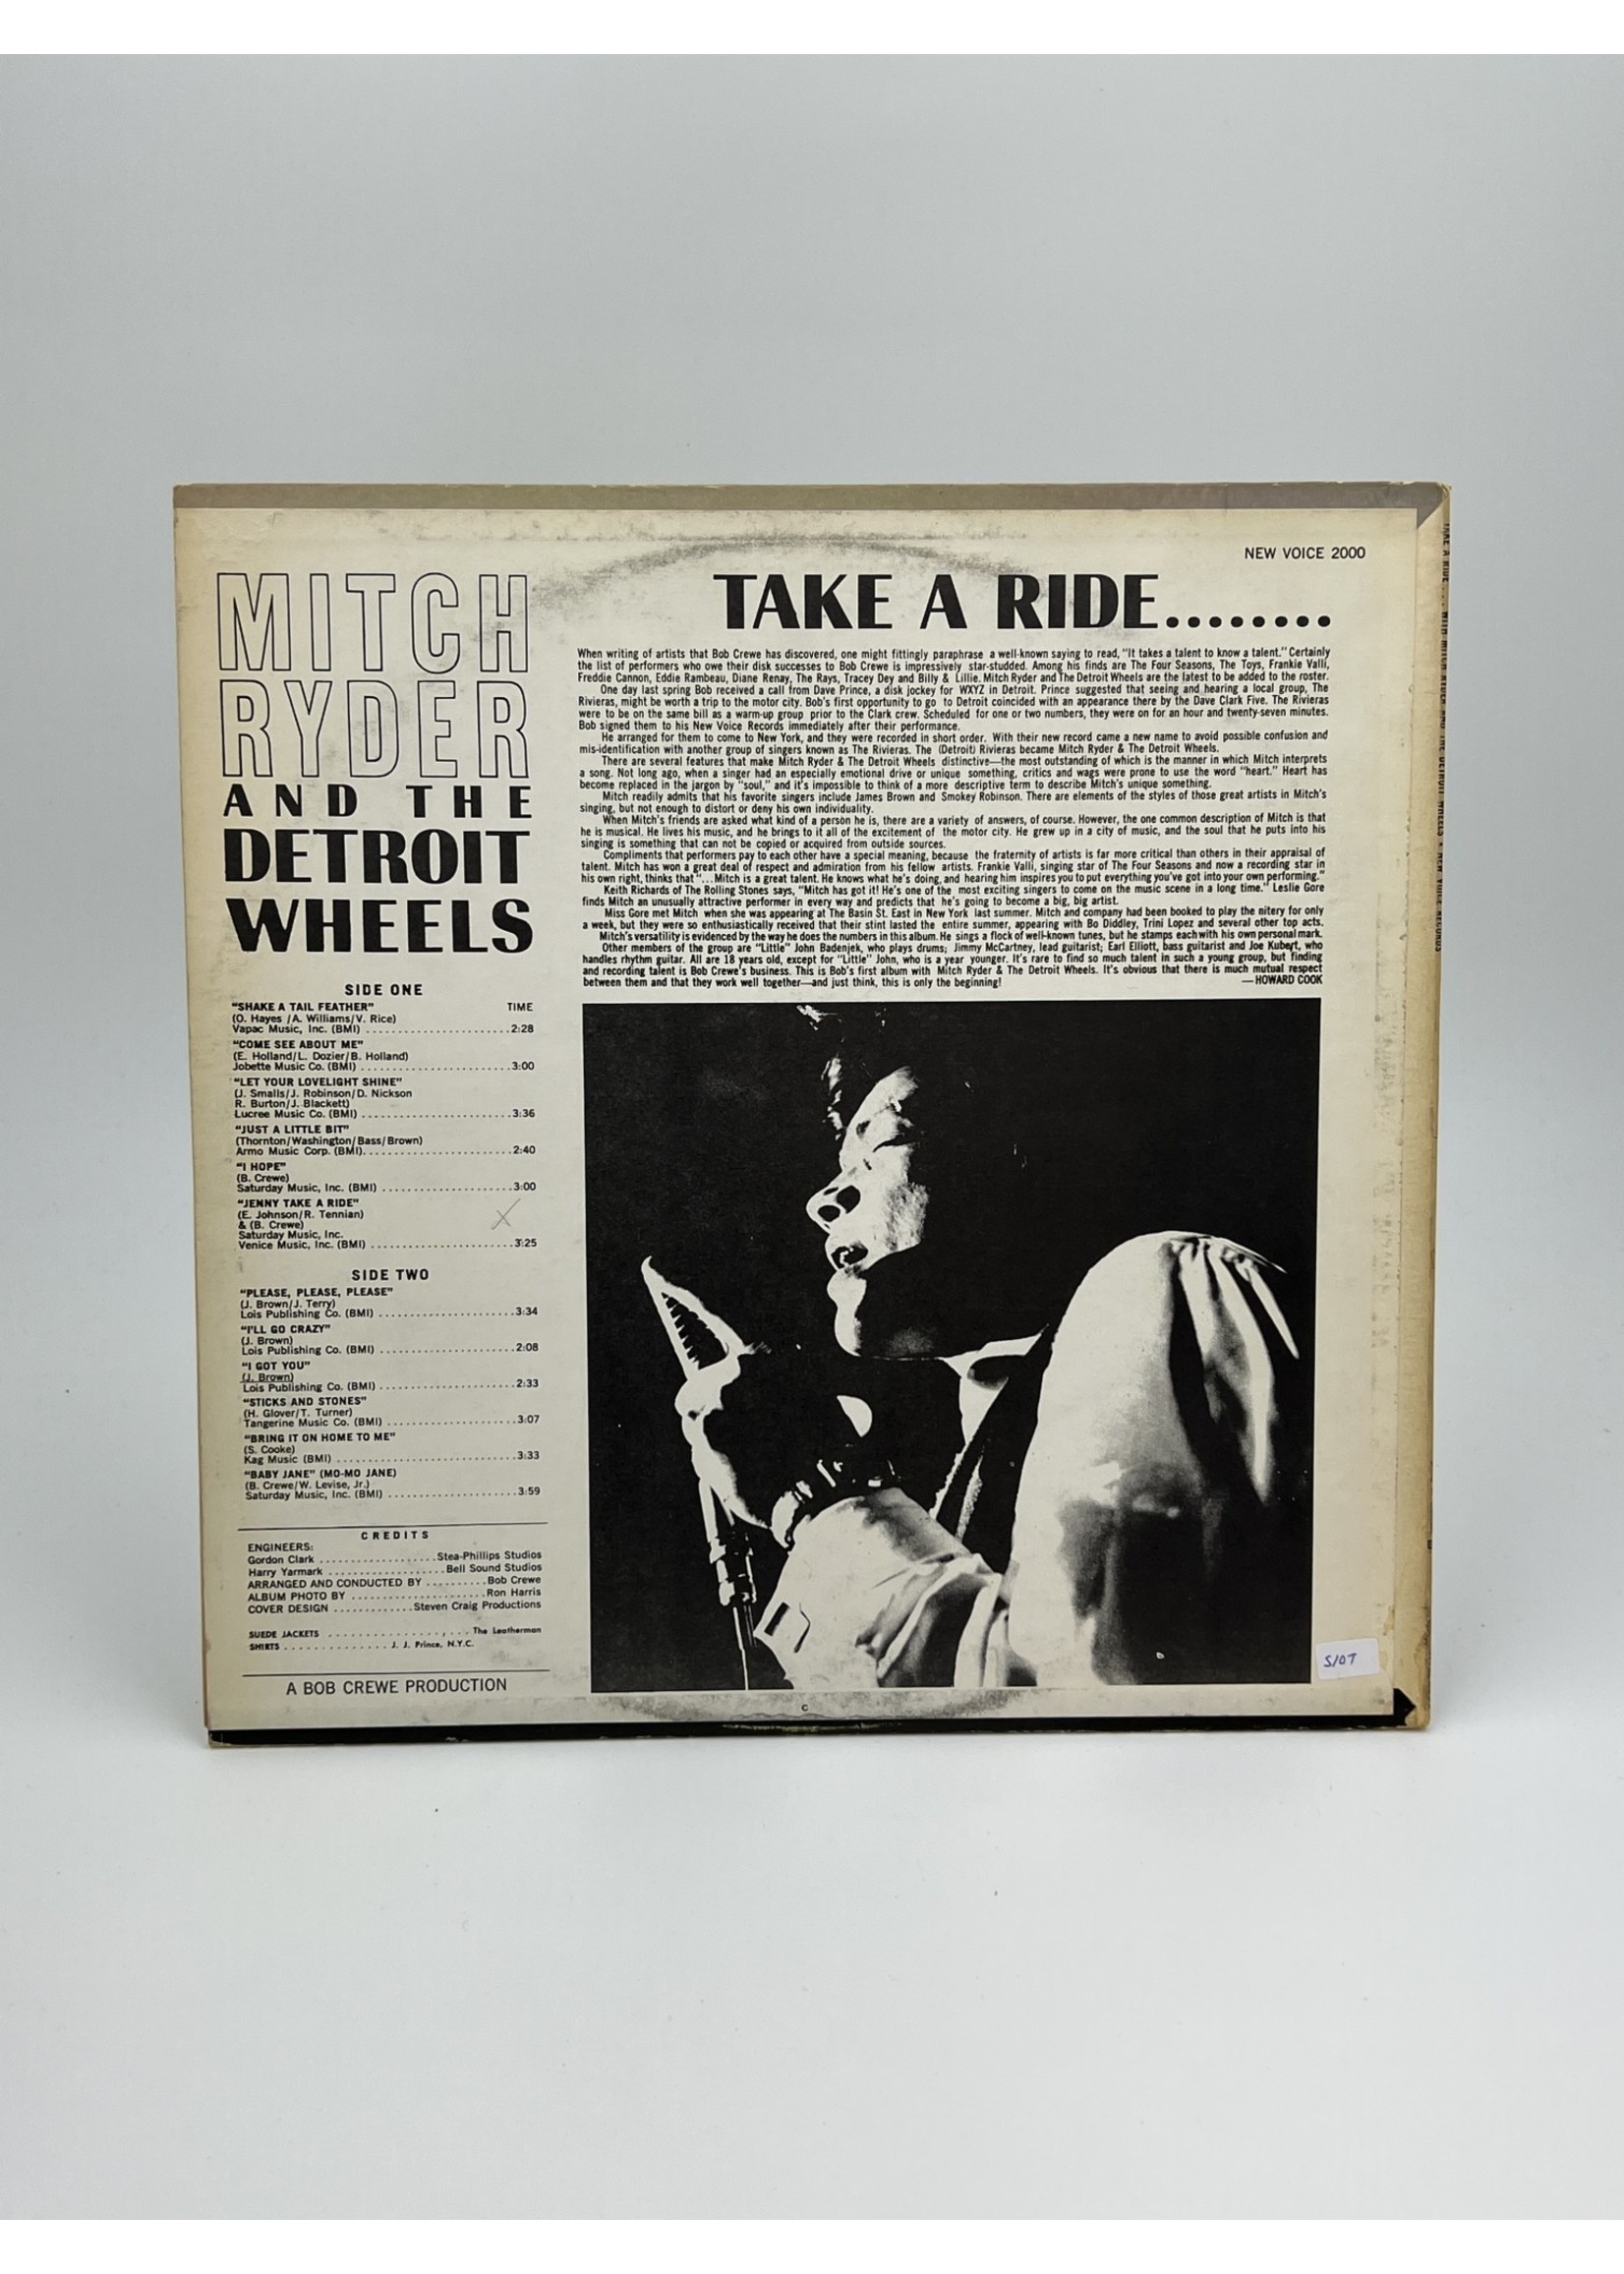 NEW VOICE 2000
MITCH
RYDER
AND THE
DETROIT
WHEELS
SIDE ONE
"SHAKE A TAIL FEATHER" TIME
(O. Hayes /A. Williams/V. Rice)
Vapac Music, Inc. (BMI) ......................2:28
"COME SEE ABOUT ME"
(E. Holland/L. Dozier/B. Holland)
Jobette Music Co. (BMI) .......................3:00
"LET YOUR LOVELIGHT SHINE"
(J. Smalls/J. Robinson/D. Nickson
R. Burton/J. Blackett)
Lucree Music Co. (BMI) .......................3:36
"JUST A LITTLE BIT"
(Thornton/Washington/Bass/Brown)
Armo Music Corp. (BMI).......................2:40
"I HOPE"
(B. Crewe)
Saturday Music, Inc. (BMI) ....................3:00
"JENNY TAKE A RIDE"
(E. Johnson/R. Tennian)
& (B. Crewe)
Saturday Music, Inc.
Venice Music, Inc. (BMI) ......................3:25
SIDE TWO
"PLEASE, PLEASE, PLEASE"
(J. Brown/J. Terry)
Lois Publishing Co. (BMI) .....................3:34
"I'LL GO CRAZY"
(J. Brown)
Lois Publishing Co. (BMI) .....................2:08
"I GOT YOU"
(J. Brown)
Lois Publishing Co. (BMI) .....................2:33
"STICKS AND STONES"
(H. Glover/T. Turner)
Tangerine Music Co. (BMI) ....................3:07
"BRING IT ON HOME TO ME"
(S. Cooke)
Kag Music (BMI) ............................3:33
"BABY JANE" (MO-MO JANE)
(B. Crewe/W. Levise, Jr.)
Saturday Music, Inc. (BMI) ....................3:59
CREDITS
ENGINEERS:
Gordon Clark ..................Stea-Phillips Studios
Harry Yarmark ..................Bell Sound Studios
ARRANGED AND CONDUCTED BY ..........Bob Crewe
ALBUM PHOTO BY ......................Ron Harris
COVER DESIGN ............Steven Craig Productions
SUEDE JACKETS ....................The Leatherman
SHIRTS ..............J. J. Prince, N.Y.C.
A BOB CREWE PRODUCTION
TAKE A RIDE........
When writing of artists that Bob Crewe has discovered, one might fittingly paraphrase a well-known saying to read, "It takes a talent to know a talent." Certainly
the list of performers who owe their disk successes to Bob Crewe is impressively star-studded. Among his finds are The Four Seasons, The Toys, Frankie Valli,
Freddie Cannon, Eddie Rambeau, Diane Renay, The Rays, Tracey Dey and Billy & Lillie. Mitch Ryder and The Detroit Wheels are the latest to be added to the roster.
One day last spring Bob received a call from Dave Prince, a disk jockey for WXYZ in Detroit. Prince suggested that seeing and hearing a local group, The
Rivieras, might be worth a trip to the motor city. Bob's first opportunity to go to Detroit coincided with an appearance there by the Dave Clark Five. The Rivieras
were to be on the same bill as a warm-up group prior to the Clark crew. Scheduled for one or two numbers, they were on for an hour and twenty-seven minutes.
Bob signed them to his New Voice Records immediately after their performance.
He arranged for them to come to New York, and they were recorded in short order. With their new record came a new name to avoid possible confusion and
mis-identification with another group of singers known as The Rivieras. The (Detroit) Rivieras became Mitch Ryder & The Detroit Wheels.
There are several features that make Mitch Ryder & The Detroit Wheels distinctive—the most outstanding of which is the manner in which Mitch interprets
a song. Not long ago, when a singer had an especially emotional drive or unique something, critics and wags were prone to use the word "heart." Heart has
become replaced in the jargon by "soul," and it's impossible to think of a more descriptive term to describe Mitch's unique something.
Mitch readily admits that his favorite singers include James Brown and Smokey Robinson. There are elements of the styles of those great artists in Mitch's
singing, but not enough to distort or deny his own individuality.
When Mitch's friends are asked what kind of a person he is, there are a variety of answers, of course. However, the one common description of Mitch is that
he is musical. He lives his music, and he brings to it all of the excitement of the motor city. He grew up in a city of music, and the soul that he puts into his
singing is something that can not be copied or acquired from outside sources.
Compliments that performers pay to each other have a special meaning, because the fraternity of artists is far more critical than others in their appraisal of
talent. Mitch has won a great deal of respect and admiration from his fellow artists. Frankie Valli, singing star of The Four Seasons and now a recording star in
his own right, thinks that "...Mitch is a great talent. He knows what he's doing, and hearing him inspires you to put everything you've got into your own performing."
Keith Richards of The Rolling Stones says, "Mitch has got it! He's one of the most exciting singers to come on the music scene in a long time." Leslie Gore
finds Mitch an unusually attractive performer in every way and predicts that he's going to become a big, big artist.
Miss Gore met Mitch when she was appearing at The Basin St. East in New York last summer. Mitch and company had been booked to play the nitery for only
a week, but they were so enthusiastically received that their stint lasted the entire summer, appearing with Bo Diddley, Trini Lopez and several other top acts.
Mitch's versatility is evidenced by the way he does the numbers in this album. He sings a flock of well-known tunes, but he stamps each with his own personal mark.
Other members of the group are "Little" John Badenjek, who plays drums; Jimmy McCartney, lead guitarist; Earl Elliott, bass guitarist and Joe Kubert, who
handles rhythm guitar. All are 18 years old, except for "Little" John, who is a year younger. It's rare to find so much talent in such a young group, but finding
and recording talent is Bob Crewe's business. This is Bob's first album with Mitch Ryder & The Detroit Wheels. It's obvious that there is much mutual respect
between them and that they work well together—and just think, this is only the beginning! —HOWARD COOK
S107
C